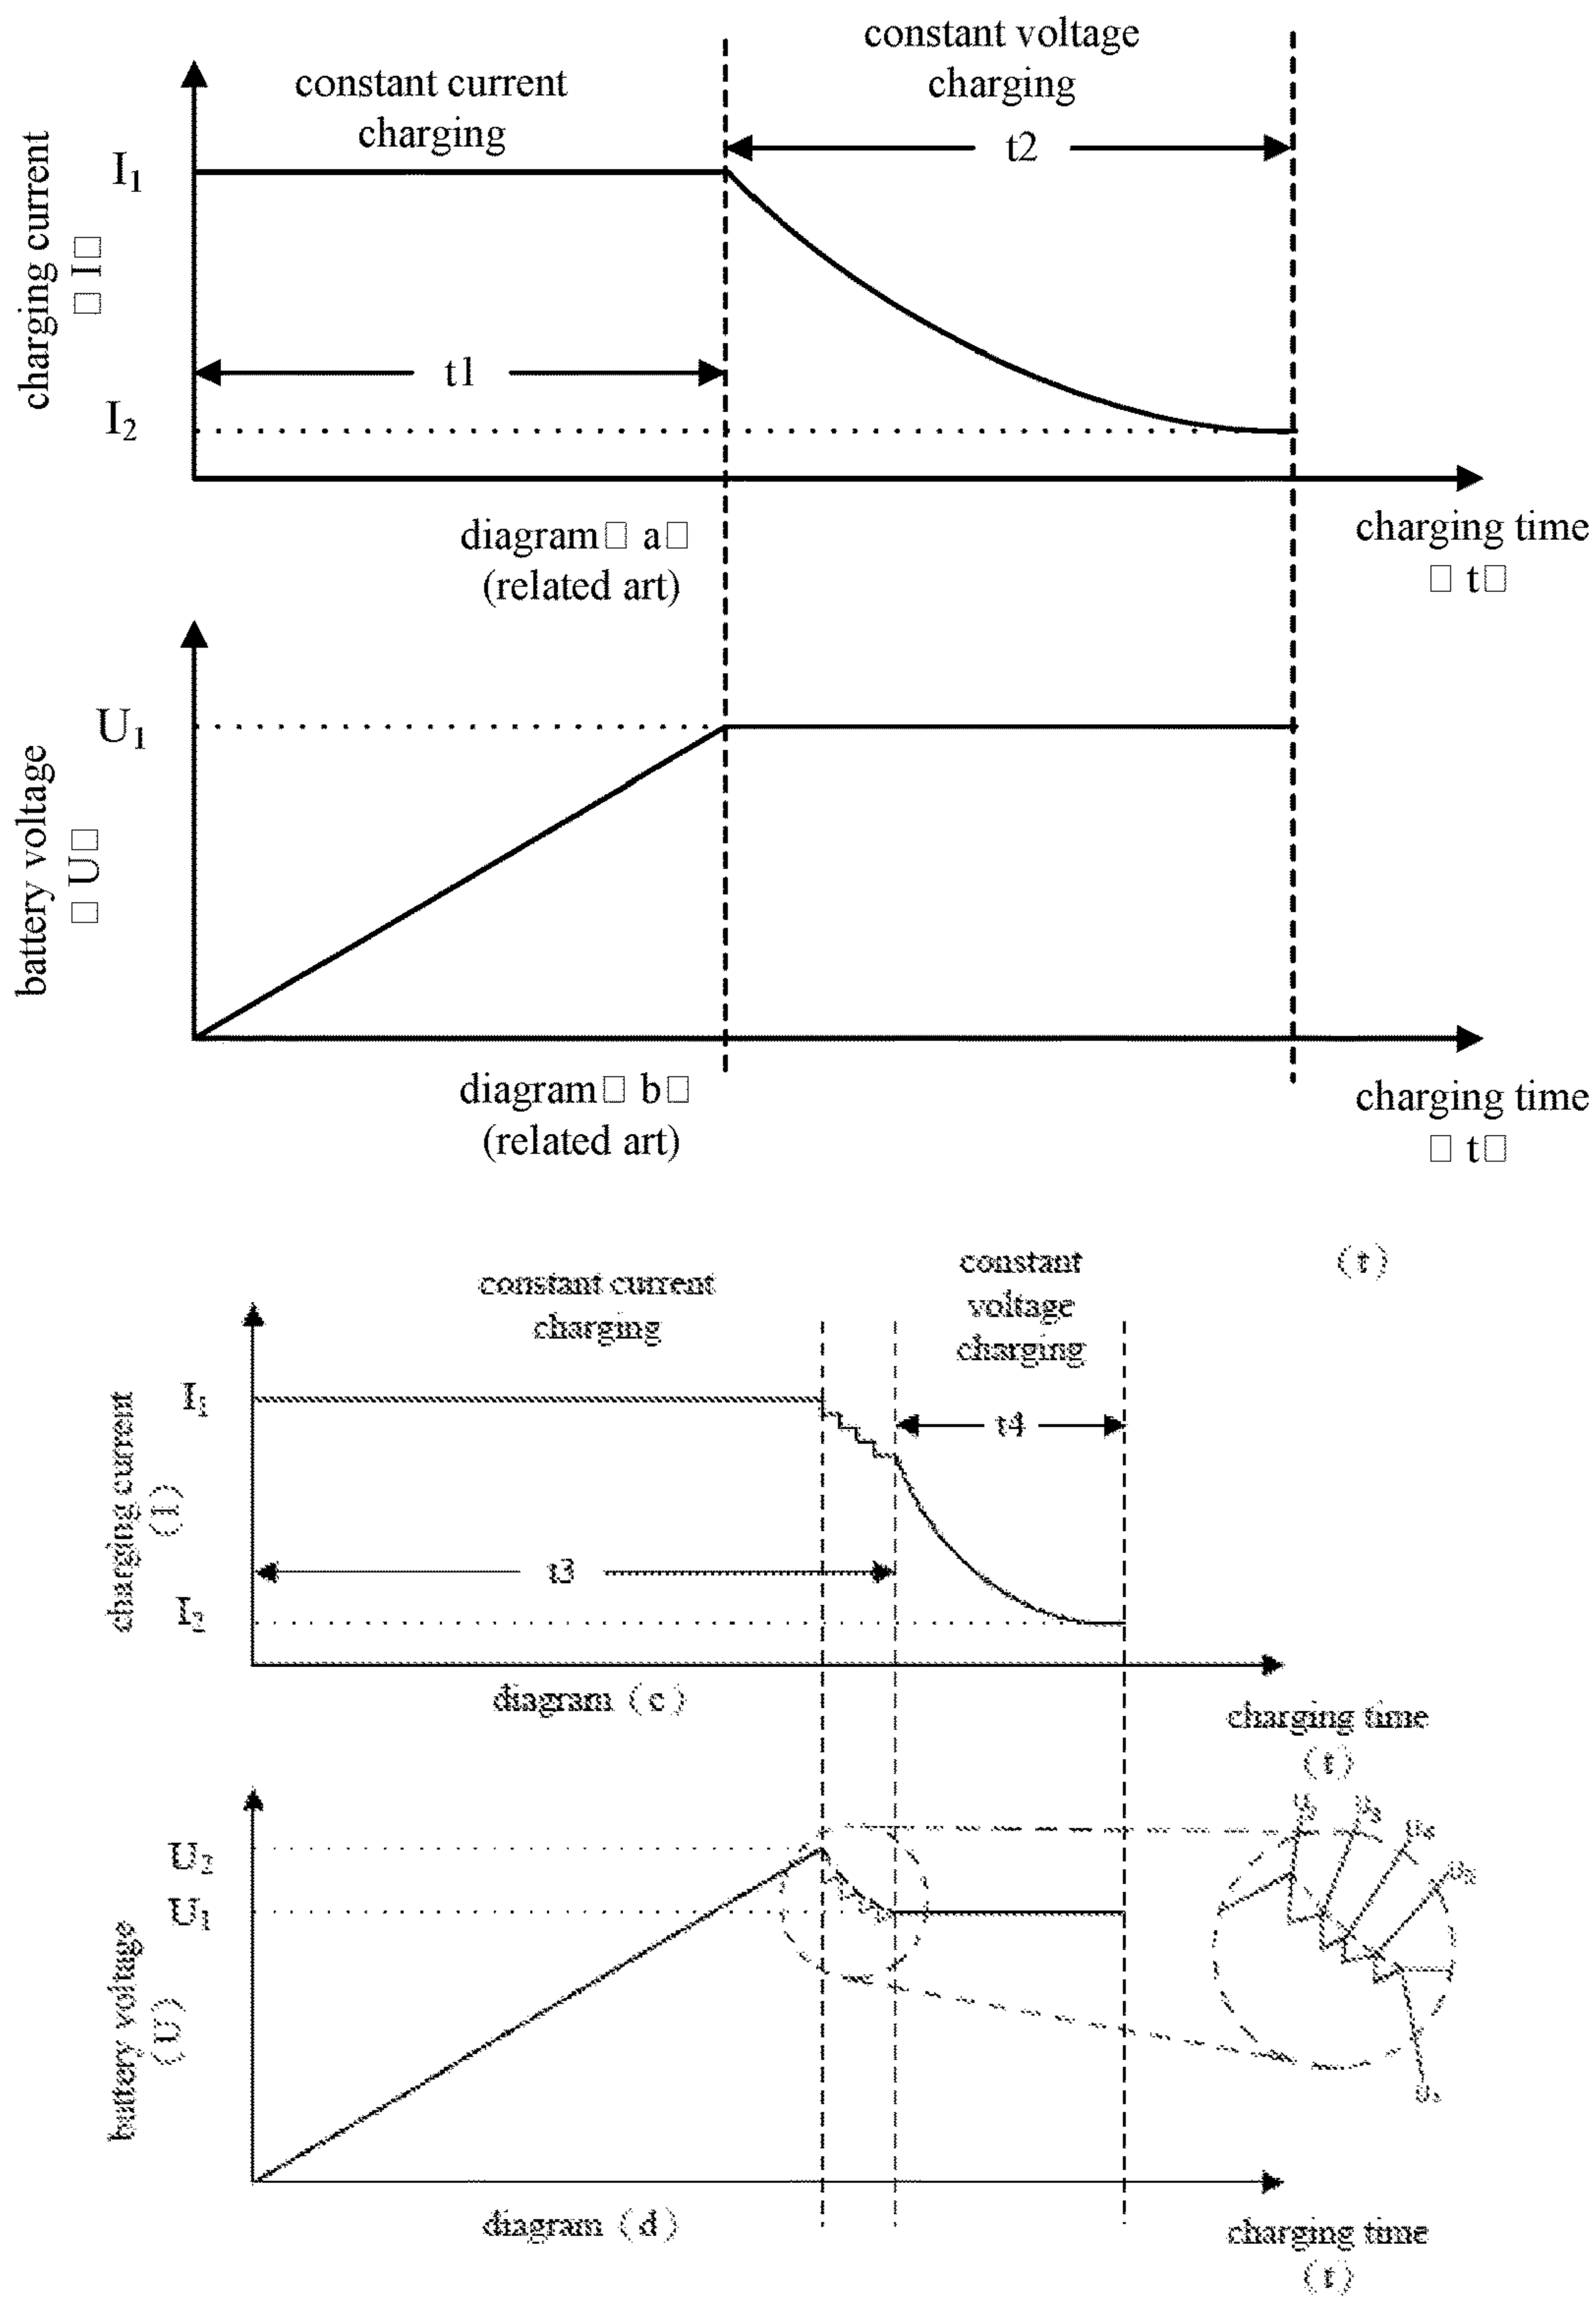 constant voltage
charging
constant current
charging
t2
I₁
charging current
□ I□
t1
I₂
diagram□ a□
(related art)
charging time
□ t□
U₁
battery voltage
□ U□
diagram□ b□
(related art)
charging time
□ t□
(t)
constant current
charging
constant
voltage
charging
I₁
t4
charging current
(I)
t3
diagram (c)
charging time
(t)
U₂
U₁
battery voltage
(U)
diagram (d)
charging time
(t)